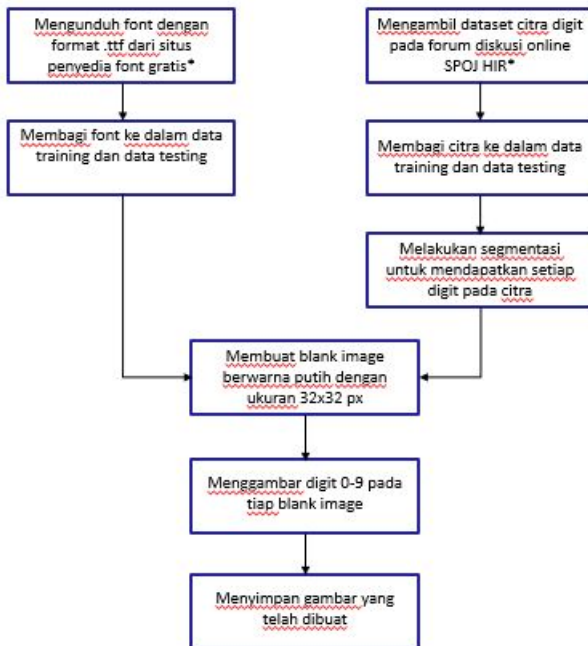 Mengunduh font dengan
format .ttf dari situs
penyedia font gratis*
Membagi font ke dalam data
training dan data testing
Mengambil dataset citra digit
pada forum diskusi online
SPOJ HIR*
Membagi citra ke dalam data
training dan data testing
Melakukan segmentasi
untuk mendapatkan setiap
digit pada citra
Membuat blank image
berwarna putih dengan
ukuran 32x32 px
Menggambar digit 0-9 pada
tiap blank image
Menyimpan gambar yang
telah dibuat